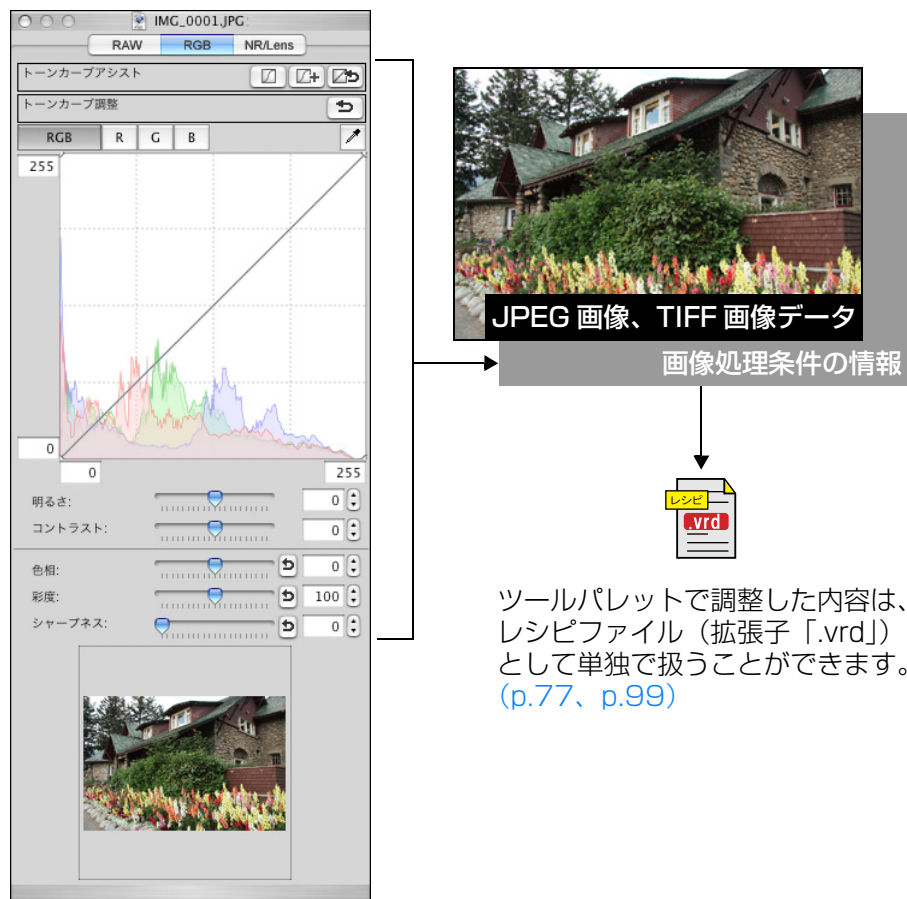 IMG_0001.JPG
RAW RGB NR/Lens
トーンカーブアシスト
トーンカーブ調整
RGB R G B
255
0
0 255
明るさ: 0
コントラスト: 0
色相: 0
彩度: 100
シャープネス: 0
JPEG 画像、TIFF 画像データ
画像処理条件の情報
レシピ
.vrd
ツールパレットで調整した内容は、
レシピファイル（拡張子「.vrd」）
として単独で扱うことができます。
（p.77、p.99）